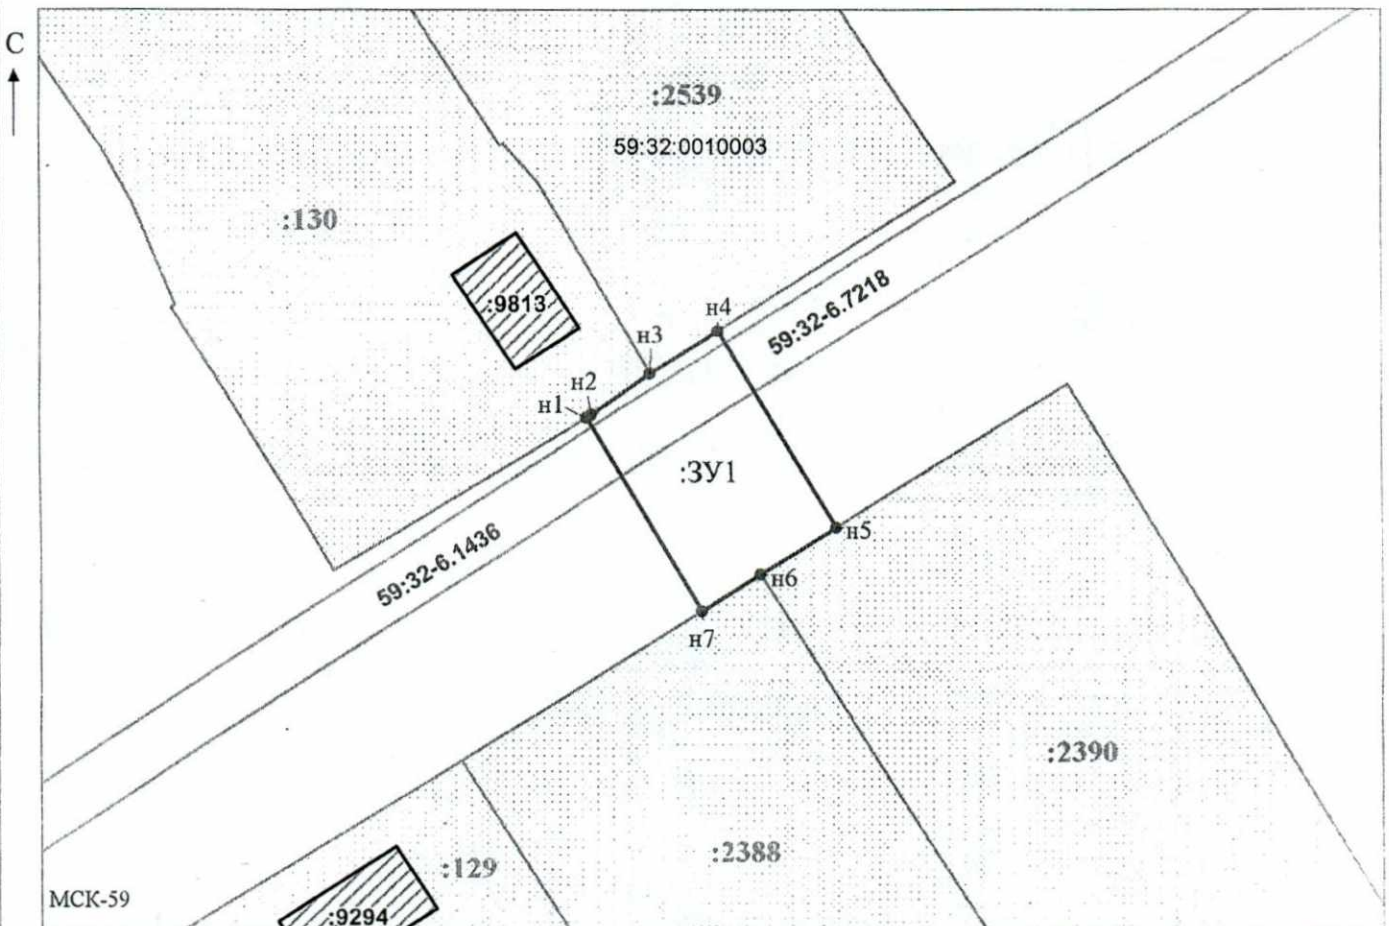 С
:2539
59:32:0010003
:130
:9813
59:32-6.7218
н4
н3
н2
н1
:ЗУ1
н5
59:32-6.1436
н6
н7
:2390
:2388
:129
МСК-59
:9294